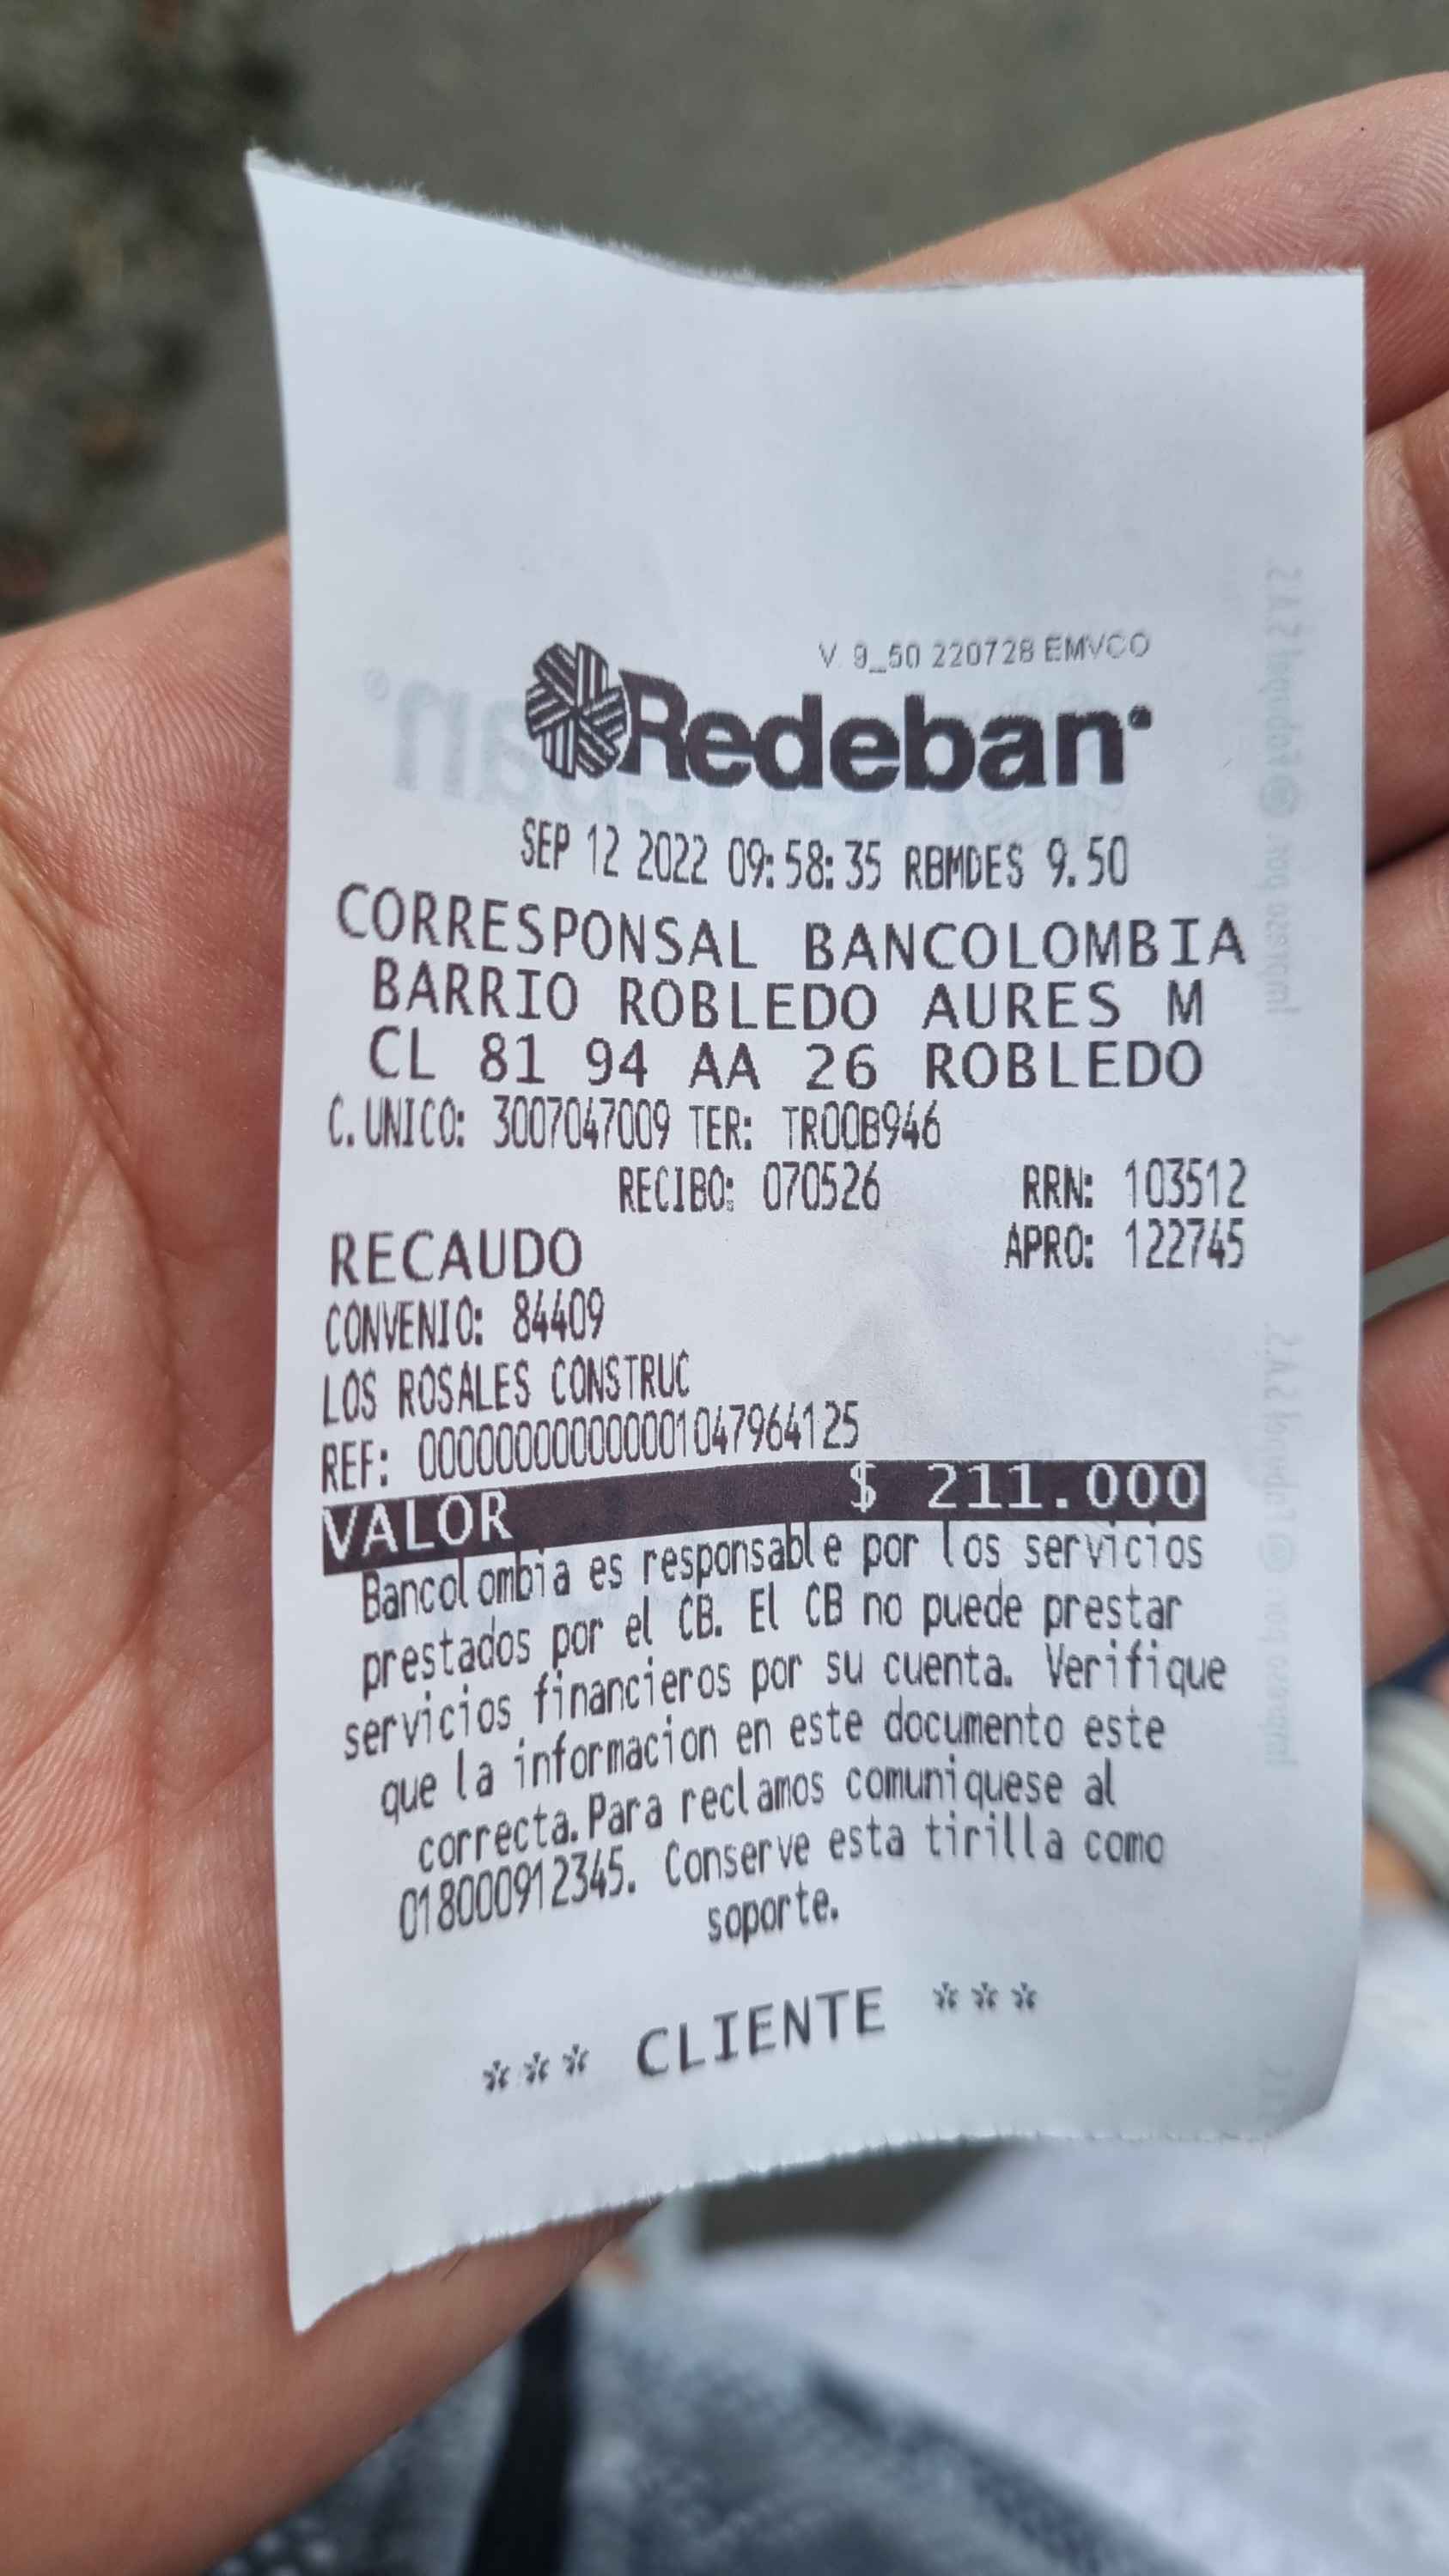 V. 9_50 220728 EMVCO
Redeban
SEP 12 2022 09:58:35 RBMDES 9.50
CORRESPONSAL BANCOLOMBIA
BARRIO ROBLEDO AURES M
CL 81 94 AA 26 ROBLEDO
C. UNICO: 3007047009 TER: TR00B946
RECIBO: 070526 RRN: 103512
RECAUDO APRO: 122745
CONVENIO: 84409
LOS ROSALES CONSTRUC
REF: 00000000000001047964125
VALOR $ 211.000
Bancolombia es responsable por los servicios
prestados por el CB. El CB no puede prestar
servicios financieros por su cuenta. Verifique
que la informacion en este documento este
correcta. Para reclamos comuniquese al
018000912345. Conserve esta tirilla como
soporte.
*** CLIENTE ***